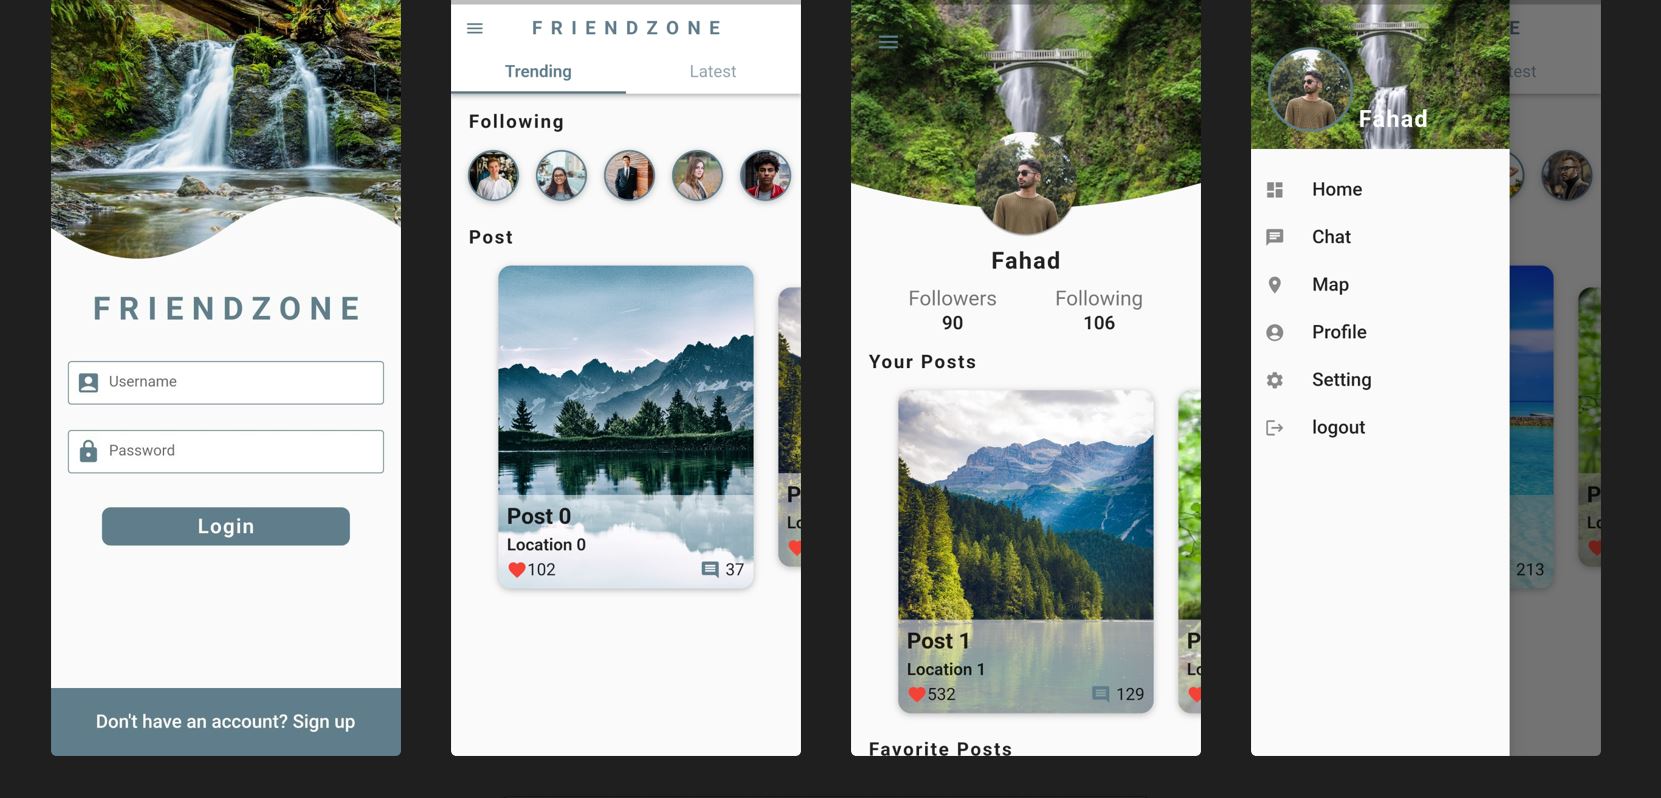 FRIENDZONE
Username
Password
Login
Don't have an account? Sign up
FRIENDZONE
Trending
Latest
Following
Post
Post 0
Location 0
102
37
P
Lo
Fahad
Followers
Following
90
106
Your Posts
Post 1
Location 1
532
129
P
Lo
Favorite Posts
E
test
Fahad
Home
Chat
Map
Profile
Setting
logout
P
Lo
213